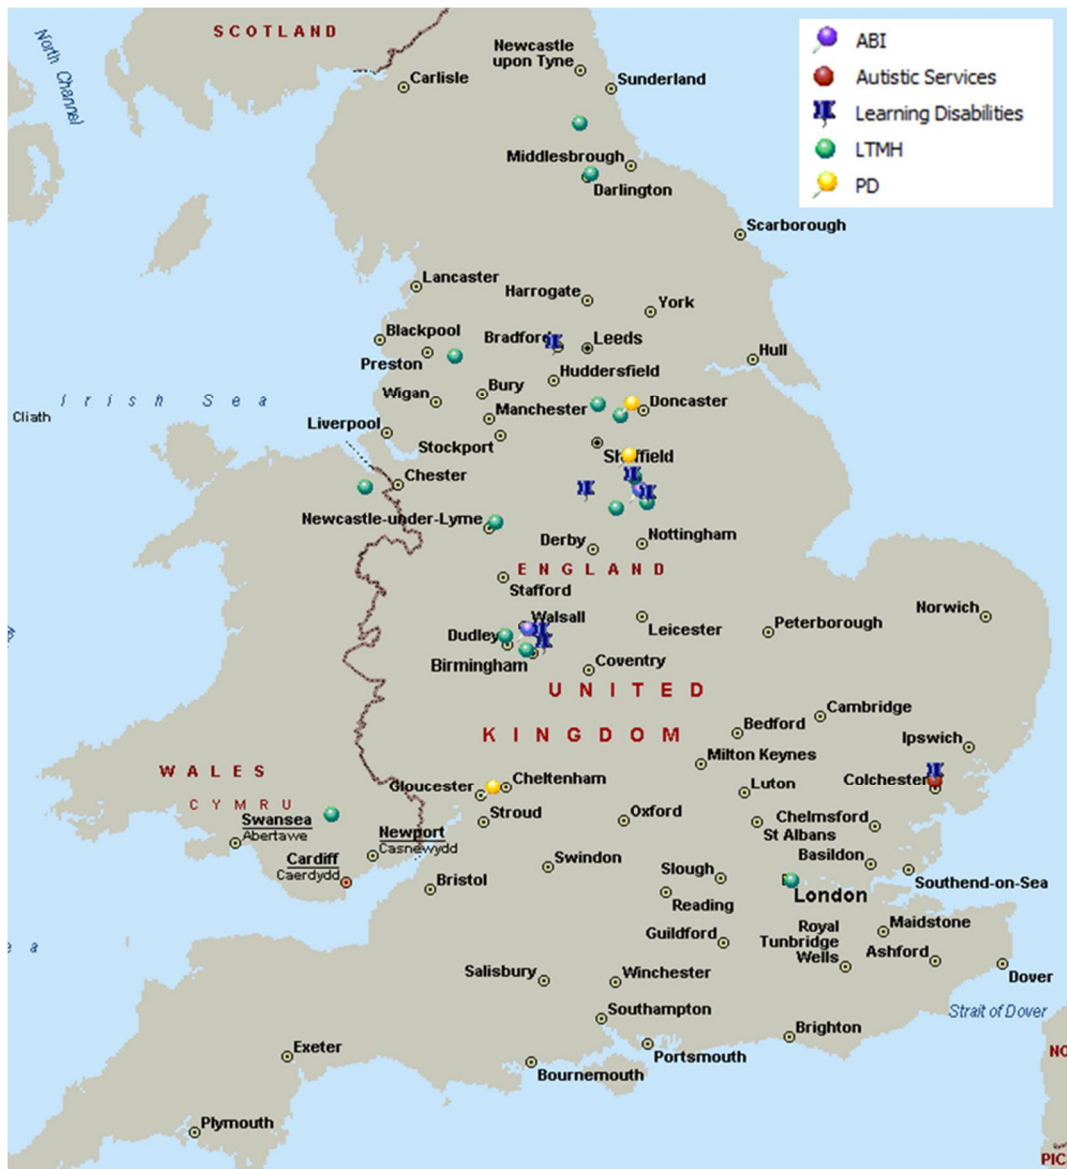 SCOTLAND
North Channel
Newcastle
upon Tyne
Carlisle
Sunderland
ABI
Autistic Services
Learning Disabilities
LTMH
PD
Middlesbrough
Darlington
Scarborough
Lancaster
Harrogate
York
Blackpool
Bradford
Leeds
Preston
Hull
Huddersfield
Irish Sea
Cliath
Wigan
Bury
Manchester
Doncaster
Liverpool
Stockport
Sheffield
Chester
Newcastle-under-Lyme
Derby
Nottingham
ENGLAND
Stafford
Walsall
Norwich
Dudley
Leicester
Peterborough
Birmingham
Coventry
UNITED
KINGDOM
Cambridge
Bedford
Ipswich
Milton Keynes
WALES
CYMRU
Gloucester
Cheltenham
Luton
Colchester
Swansea
Abertawe
Stroud
Oxford
Chelmsford
St Albans
Newport
Casnewydd
Cardiff
Caerdydd
Swindon
Slough
Basildon
Bristol
Reading
London
Southend-on-Sea
e a
Guildford
Royal
Tunbridge
Wells
Maidstone
Ashford
Salisbury
Winchester
Dover
Southampton
Strait of Dover
Brighton
Exeter
Portsmouth
Bournemouth
NO
Plymouth
PIC